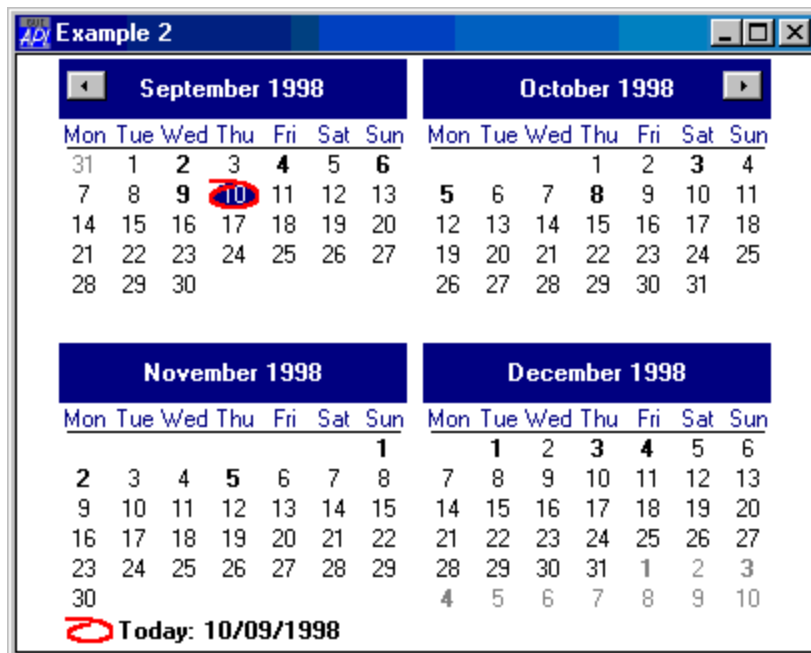 API Example 2
September 1998
Mon Tue Wed Thu Fri Sat Sun
31 1 2 3 4 5 6
7 8 9 10 11 12 13
14 15 16 17 18 19 20
21 22 23 24 25 26 27
28 29 30
October 1998
Mon Tue Wed Thu Fri Sat Sun
1 2 3 4
5 6 7 8 9 10 11
12 13 14 15 16 17 18
19 20 21 22 23 24 25
26 27 28 29 30 31
November 1998
Mon Tue Wed Thu Fri Sat Sun
1
2 3 4 5 6 7 8
9 10 11 12 13 14 15
16 17 18 19 20 21 22
23 24 25 26 27 28 29
30
December 1998
Mon Tue Wed Thu Fri Sat Sun
1 2 3 4 5 6
7 8 9 10 11 12 13
14 15 16 17 18 19 20
21 22 23 24 25 26 27
28 29 30 31 1 2 3
4 5 6 7 8 9 10
Today: 10/09/1998